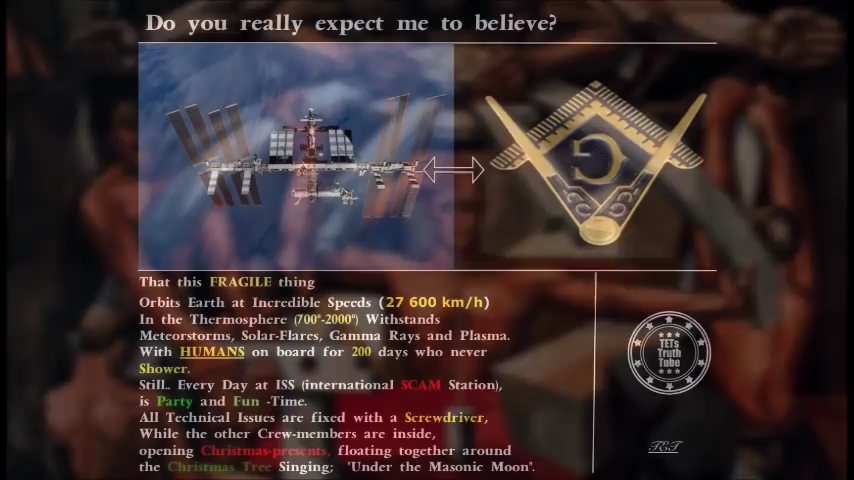 Do you really expect me to believe?
G
That this FRAGILE thing
Orbits Earth at Incredible Speeds (27 600 km/h)
In the Thermosphere (700°-2000°) Withstands
Meteorstorms, Solar-Flares, Gamma Rays and Plasma.
With HUMANS on board for 200 days who never
Shower.
Still.. Every Day at ISS (international SCAM Station),
is Party and Fun -Time.
All Technical Issues are fixed with a Screwdriver,
While the other Crew-members are inside,
opening Christmas-presents, floating together around
the Christmas Tree Singing; 'Under the Masonic Moon'.
TETs
Truth
Tube
TET